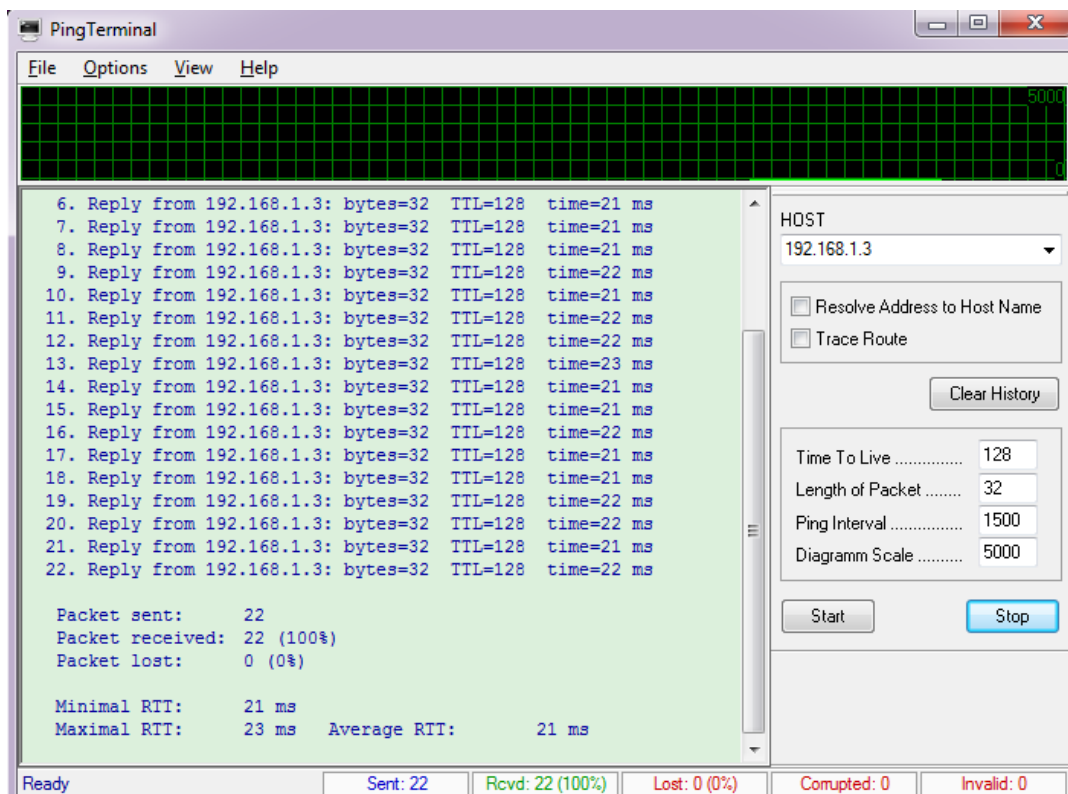 PingTerminal
File Options View Help
5000
0
6. Reply from 192.168.1.3: bytes=32 TTL=128 time=21 ms
7. Reply from 192.168.1.3: bytes=32 TTL=128 time=21 ms
8. Reply from 192.168.1.3: bytes=32 TTL=128 time=21 ms
9. Reply from 192.168.1.3: bytes=32 TTL=128 time=22 ms
10. Reply from 192.168.1.3: bytes=32 TTL=128 time=21 ms
11. Reply from 192.168.1.3: bytes=32 TTL=128 time=22 ms
12. Reply from 192.168.1.3: bytes=32 TTL=128 time=22 ms
13. Reply from 192.168.1.3: bytes=32 TTL=128 time=23 ms
14. Reply from 192.168.1.3: bytes=32 TTL=128 time=21 ms
15. Reply from 192.168.1.3: bytes=32 TTL=128 time=21 ms
16. Reply from 192.168.1.3: bytes=32 TTL=128 time=22 ms
17. Reply from 192.168.1.3: bytes=32 TTL=128 time=21 ms
18. Reply from 192.168.1.3: bytes=32 TTL=128 time=21 ms
19. Reply from 192.168.1.3: bytes=32 TTL=128 time=22 ms
20. Reply from 192.168.1.3: bytes=32 TTL=128 time=22 ms
21. Reply from 192.168.1.3: bytes=32 TTL=128 time=21 ms
22. Reply from 192.168.1.3: bytes=32 TTL=128 time=22 ms
Packet sent: 22
Packet received: 22 (100%)
Packet lost: 0 (0%)
Minimal RTT: 21 ms
Maximal RTT: 23 ms Average RTT: 21 ms
HOST
192.168.1.3
Resolve Address to Host Name
Trace Route
Clear History
Time To Live ............... 128
Length of Packet ........ 32
Ping Interval ................ 1500
Diagramm Scale .......... 5000
Start Stop
Ready Sent: 22 Rcvd: 22 (100%) Lost: 0 (0%) Corrupted: 0 Invalid: 0